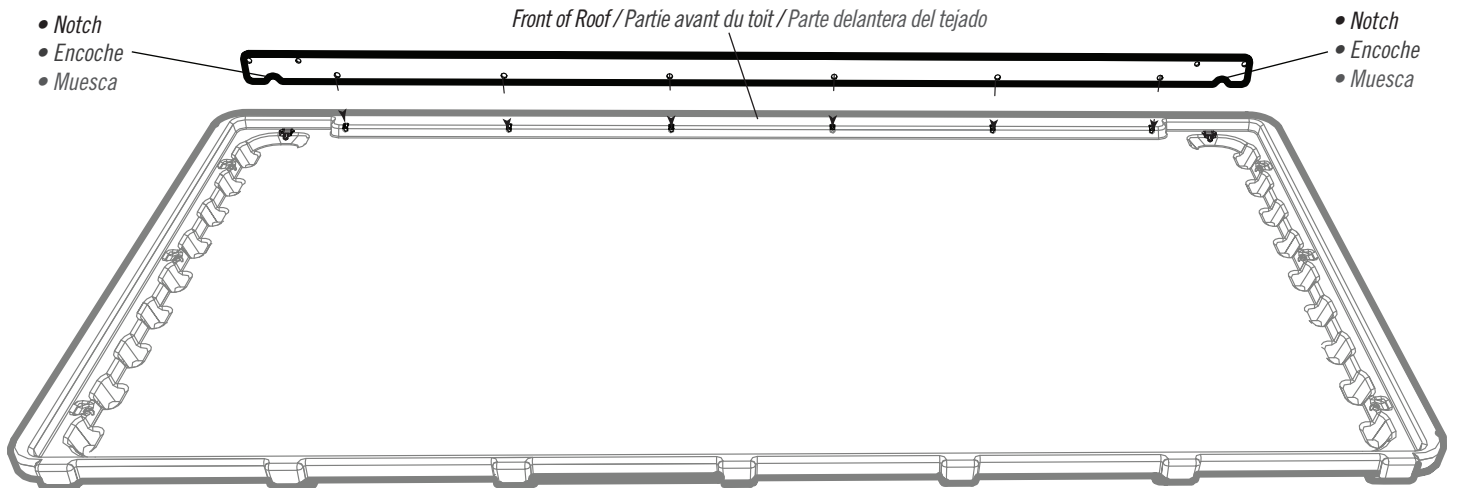 • Notch
• Encoche
• Muesca
Front of Roof / Partie avant du toit / Parte delantera del tejado
• Notch
• Encoche
• Muesca